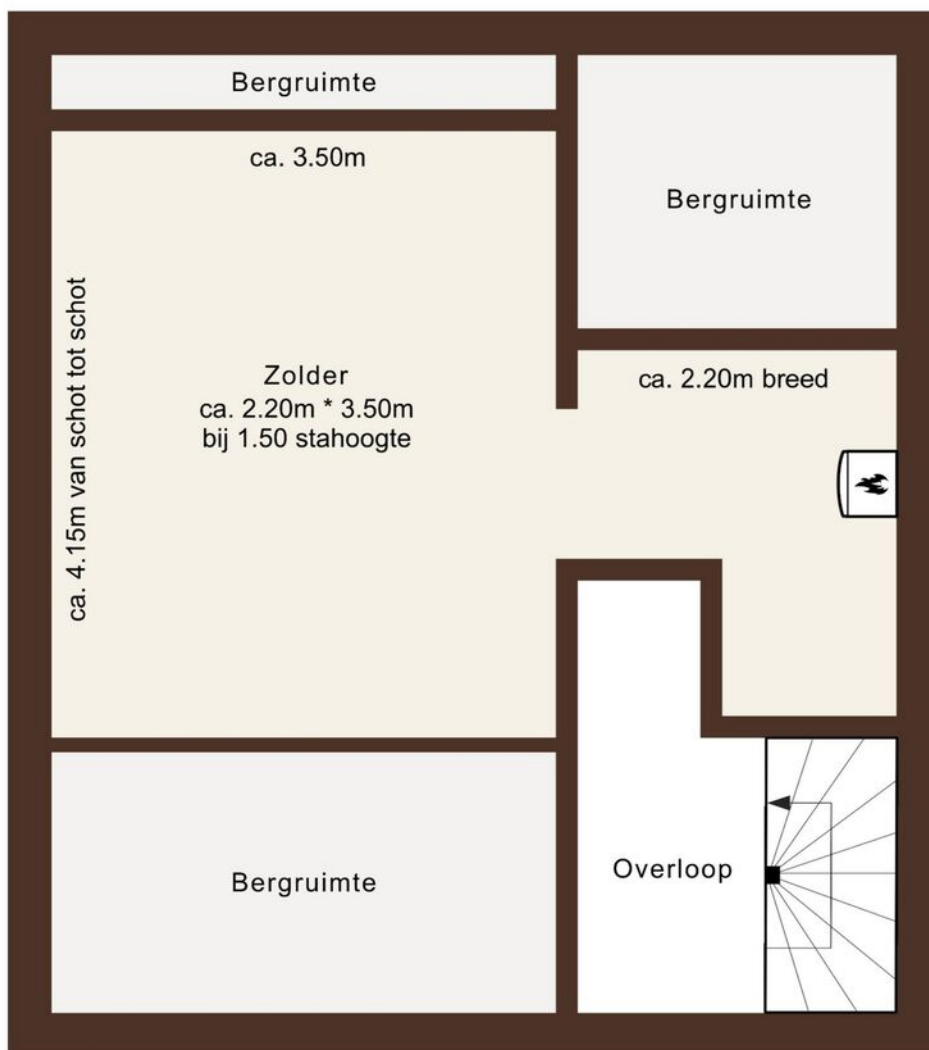 Bergruimte
ca. 3.50m
Bergruimte
ca. 4.15m van schot tot schot
Zolder
ca. 2.20m * 3.50m
bij 1.50 stahoogte
ca. 2.20m breed
Bergruimte
Overloop